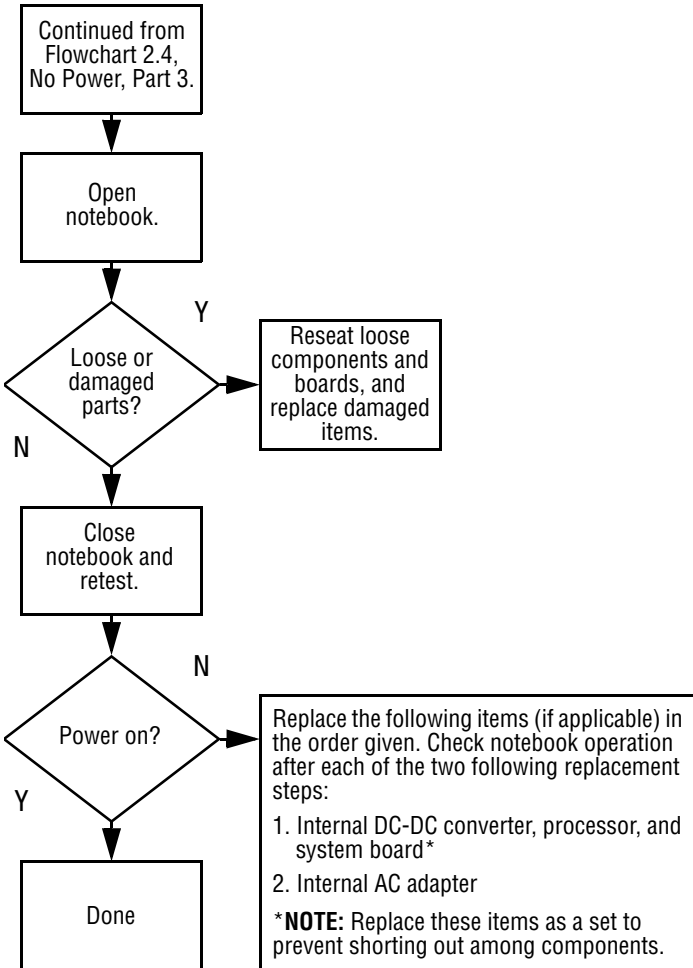 Continued from
Flowchart 2.4,
No Power, Part 3.
Open
notebook.
Y
Loose or
damaged
parts?
Reseat loose
components and
boards, and
replace damaged
items.
N
Close
notebook and
retest.
N
Power on?
Replace the following items (if applicable) in
the order given. Check notebook operation
after each of the two following replacement
steps:
1. Internal DC-DC converter, processor, and
system board*
2. Internal AC adapter
*NOTE: Replace these items as a set to
prevent shorting out among components.
Y
Done